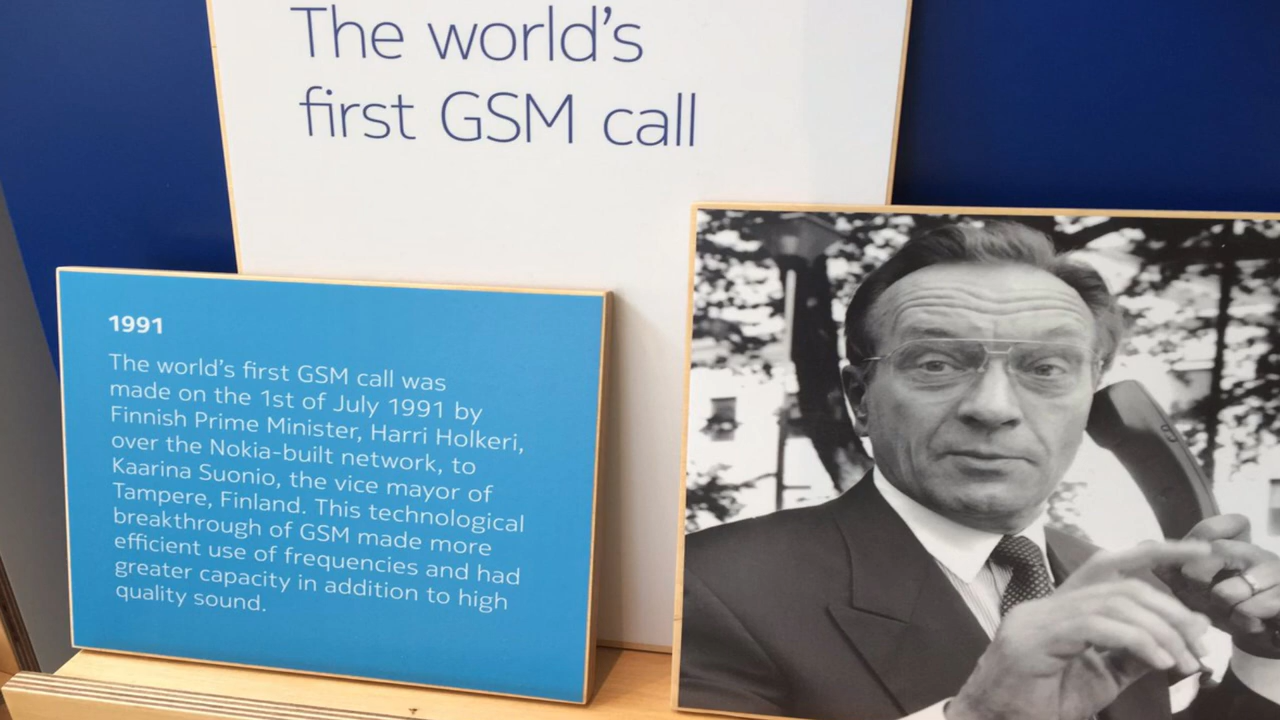 The world's
first GSM call
1991
The world's first GSM call was
made on the 1st of July 1991 by
Finnish Prime Minister, Harri Holkeri,
over the Nokia-built network, to
Kaarina Suonio, the vice mayor of
Tampere, Finland. This technological
breakthrough of GSM made more
efficient use of frequencies and had
greater capacity in addition to high
quality sound.